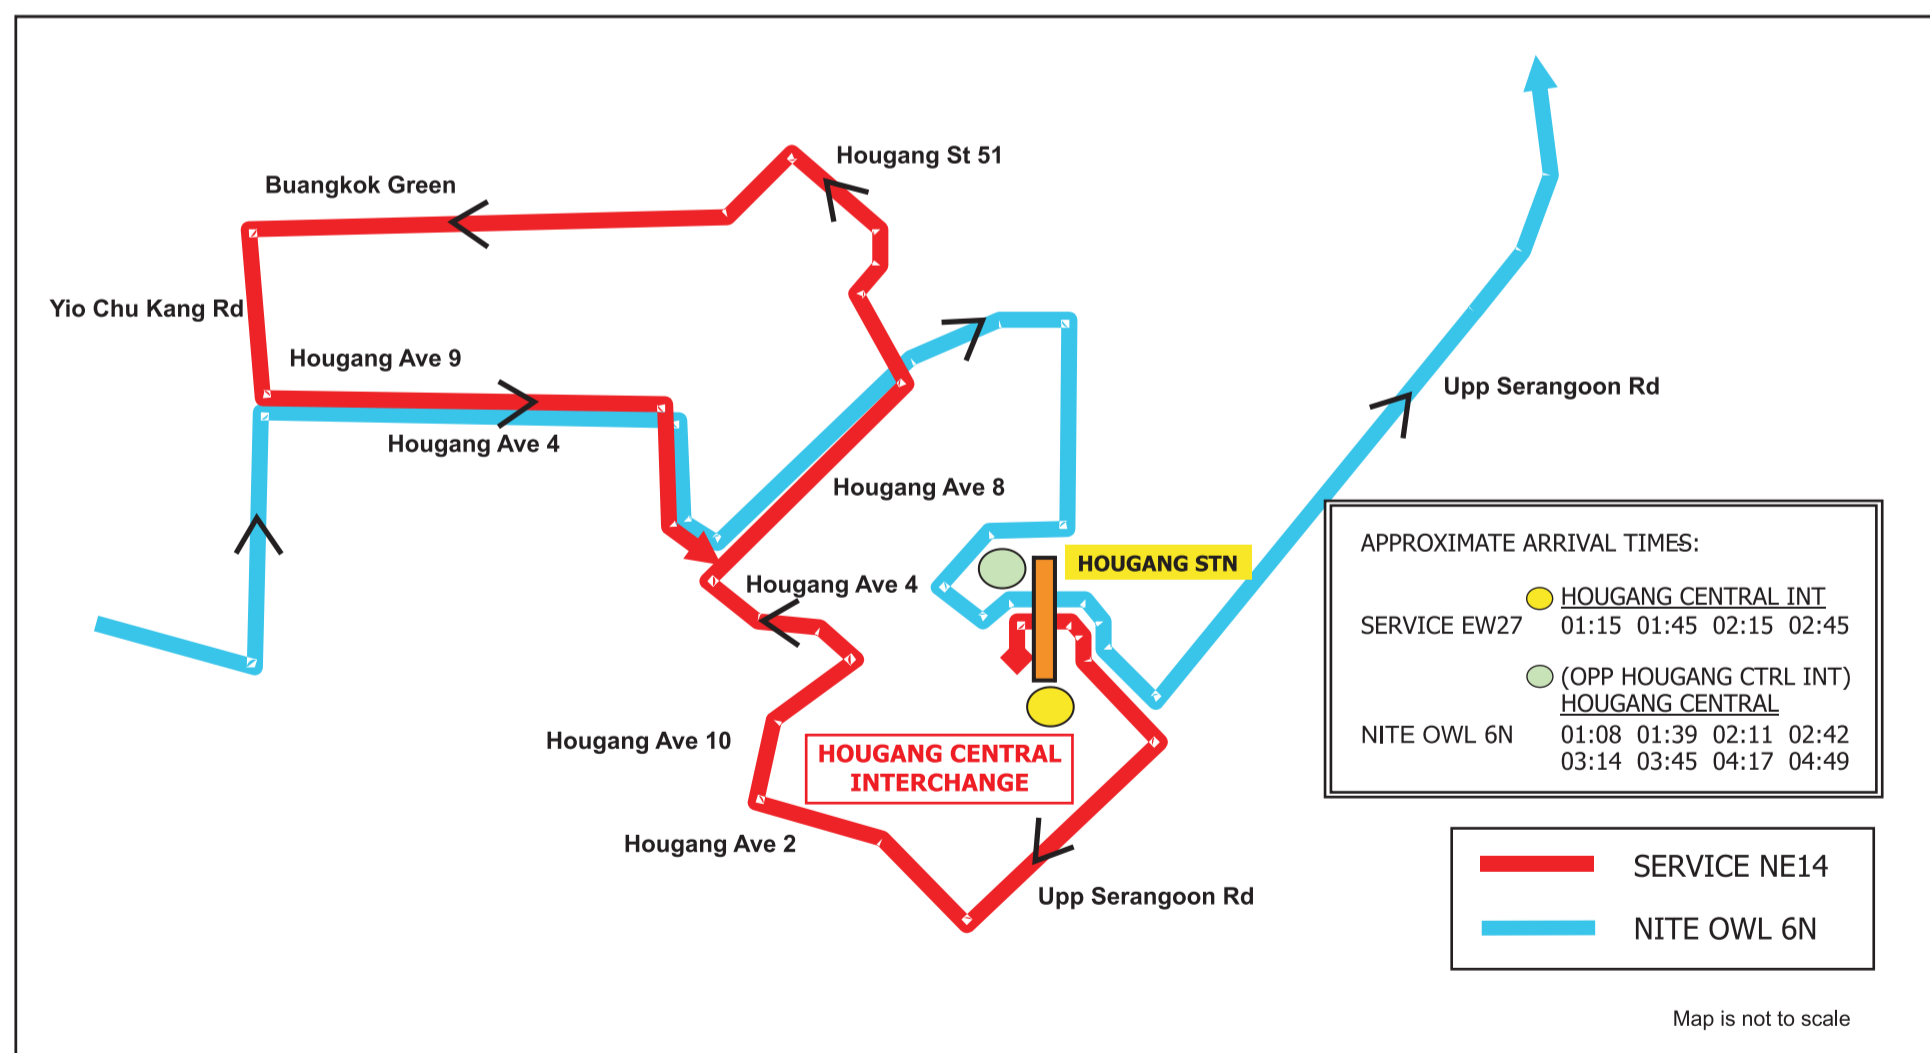 Hougang St 51
Buangkok Green
Yio Chu Kang Rd
Hougang Ave 9
Upp Serangoon Rd
Hougang Ave 4
Hougang Ave 8
HOUGANG STN
Hougang Ave 4
Hougang Ave 10
HOUGANG CENTRAL
INTERCHANGE
Hougang Ave 2
Upp Serangoon Rd
APPROXIMATE ARRIVAL TIMES:
HOUGANG CENTRAL INT
SERVICE EW27 01:15 01:45 02:15 02:45
(OPP HOUGANG CTRL INT)
HOUGANG CENTRAL
NITE OWL 6N 01:08 01:39 02:11 02:42
03:14 03:45 04:17 04:49
SERVICE NE14
NITE OWL 6N
Map is not to scale